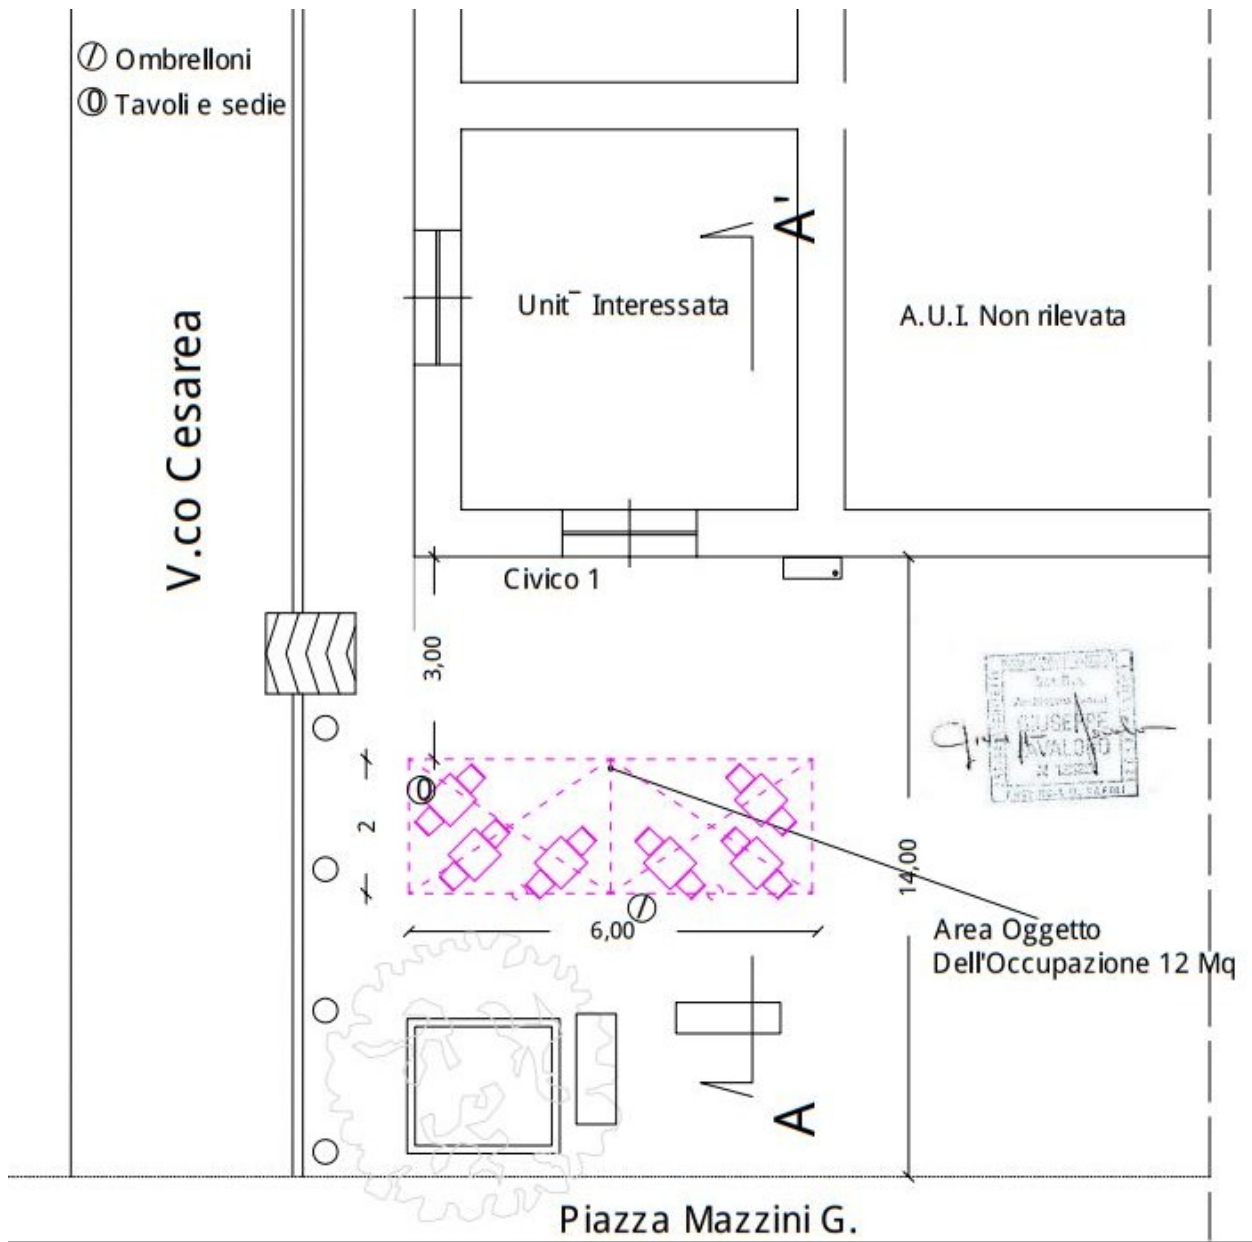 Ombrelloni
Tavoli e sedie
A'
Unit¯ Interessata
A.U.I. Non rilevata
V.co Cesarea
Civico 1
3,00
GIUSEPPE
2
14,00
6,00
Area Oggetto
Dell'Occupazione 12 Mq
A
Piazza Mazzini G.